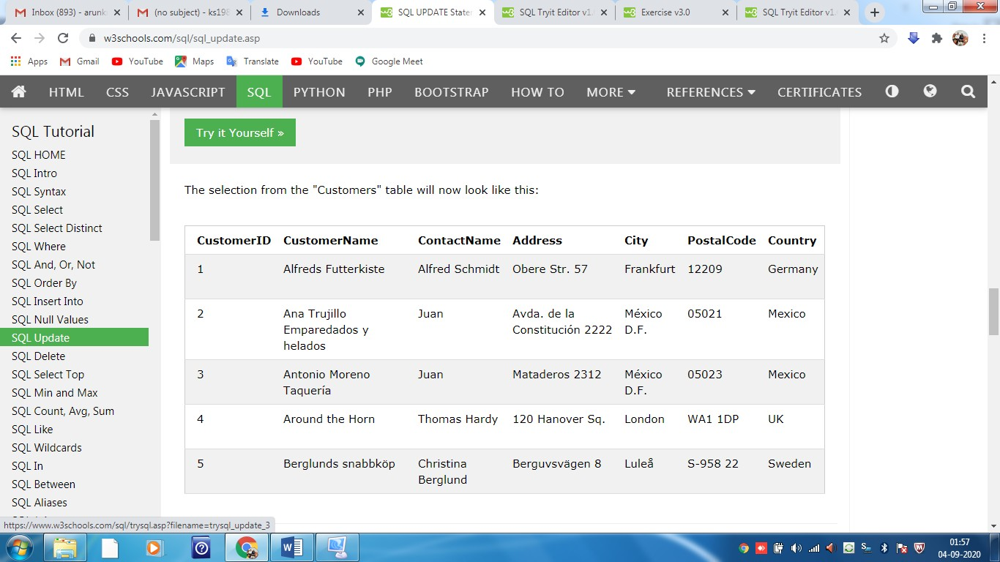 Inbox (893) - arunk
(no subject) - ks198
Downloads
SQL UPDATE Stater
SQL Tryit Editor v1.
Exercise v3.0
SQL Tryit Editor v1.
w3schools.com/sql/sql_update.asp
Apps Gmail YouTube Maps Translate YouTube Google Meet
HTML CSS JAVASCRIPT SQL PYTHON PHP BOOTSTRAP HOW TO MORE REFERENCES CERTIFICATES
SQL Tutorial
SQL HOME
SQL Intro
SQL Syntax
SQL Select
SQL Select Distinct
SQL Where
SQL And, Or, Not
SQL Order By
SQL Insert Into
SQL Null Values
SQL Update
SQL Delete
SQL Select Top
SQL Min and Max
SQL Count, Avg, Sum
SQL Like
SQL Wildcards
SQL In
SQL Between
SQL Aliases
Try it Yourself »
The selection from the "Customers" table will now look like this:
CustomerID CustomerName ContactName Address City PostalCode Country
1 Alfreds Futterkiste Alfred Schmidt Obere Str. 57 Frankfurt 12209 Germany
2 Ana Trujillo Juan Avda. de la México 05021 Mexico
Emparedados y Constitución 2222 D.F.
helados
3 Antonio Moreno Juan Mataderos 2312 México 05023 Mexico
Taquería D.F.
4 Around the Horn Thomas Hardy 120 Hanover Sq. London WA1 1DP UK
5 Berglunds snabbköp Christina Berguvsvägen 8 Luleå S-958 22 Sweden
Berglund
https://www.w3schools.com/sql/trysql.asp?filename=trysql_update_3
01:57
04-09-2020